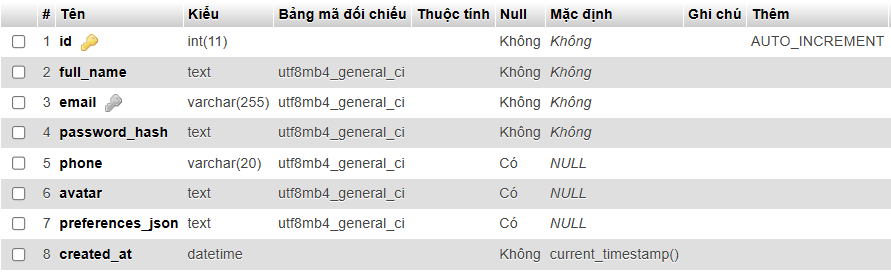 # Tên Kiểu Bảng mã đối chiếu Thuộc tính Null Mặc định Ghi chú Thêm
1 id int(11) Không Không AUTO_INCREMENT
2 full_name text utf8mb4_general_ci Không Không
3 email varchar(255) utf8mb4_general_ci Không Không
4 password_hash text utf8mb4_general_ci Không Không
5 phone varchar(20) utf8mb4_general_ci Có NULL
6 avatar text utf8mb4_general_ci Có NULL
7 preferences_json text utf8mb4_general_ci Có NULL
8 created_at datetime Không current_timestamp()